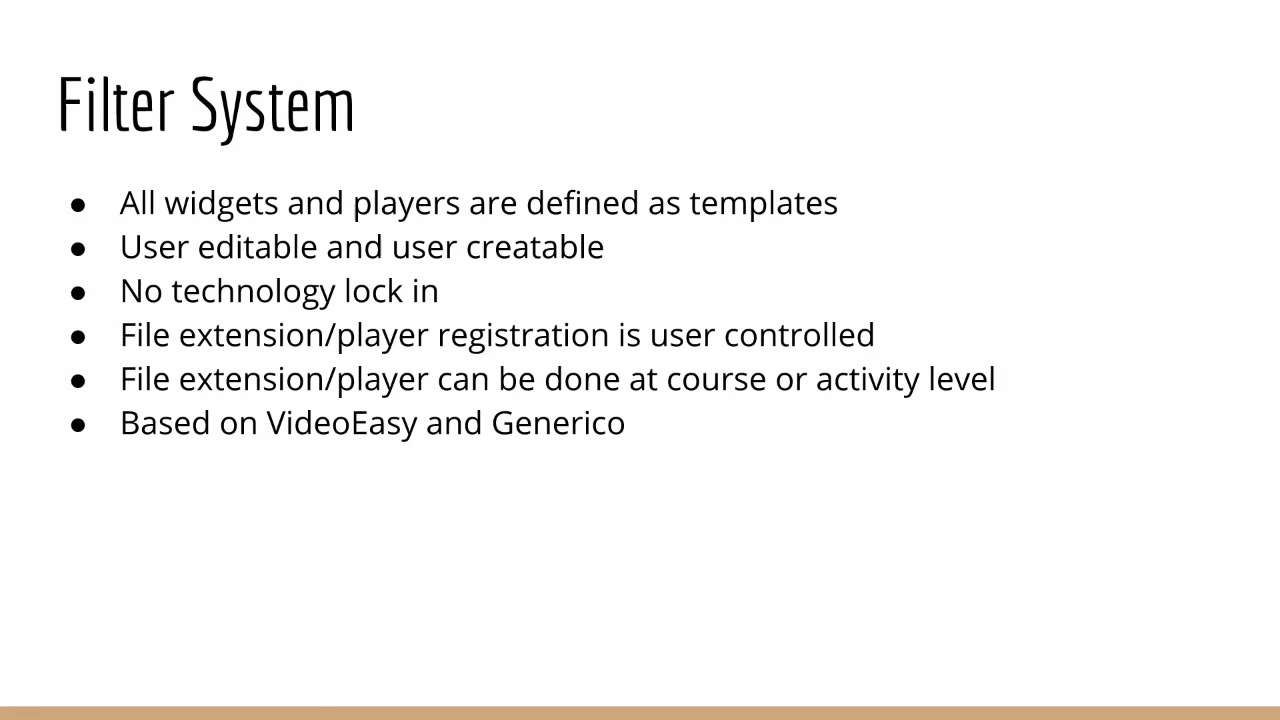 Filter System
● All widgets and players are defined as templates
● User editable and user creatable
● No technology lock in
● File extension/player registration is user controlled
● File extension/player can be done at course or activity level
● Based on VideoEasy and Generico